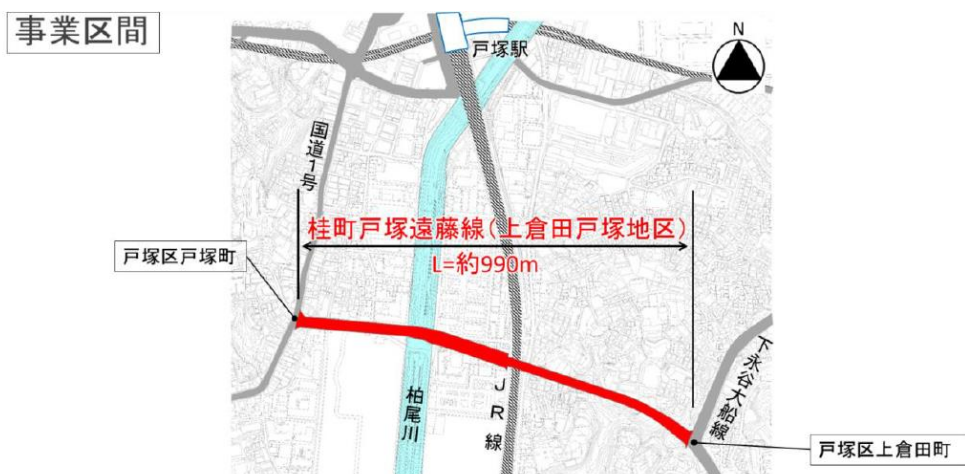 事業区間
戸塚駅
N
国道1号
桂町戸塚遠藤線(上倉田戸塚地区)
L=約990m
戸塚区戸塚町
柏尾川
JR線
下永谷大船線
戸塚区上倉田町